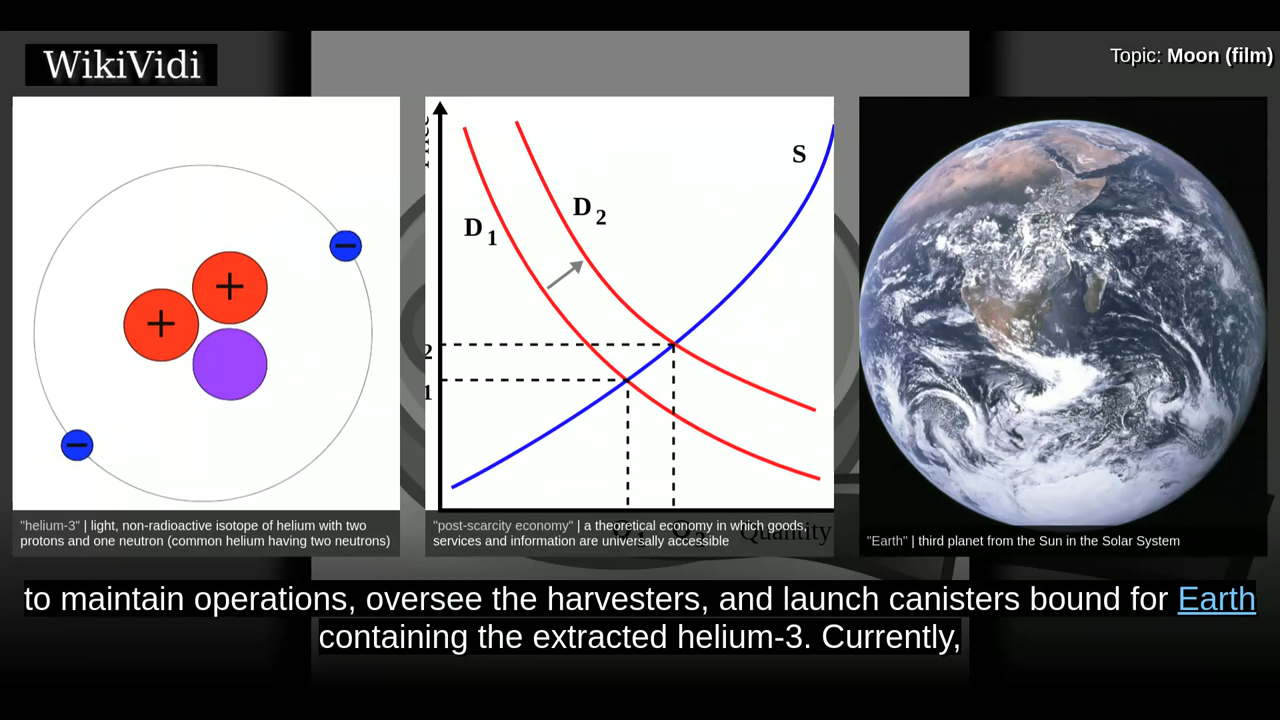 WikiVidi
Topic: Moon (film)
S
D 2
D 1
2
1
Quantity
"helium-3" | light, non-radioactive isotope of helium with two
protons and one neutron (common helium having two neutrons)
"post-scarcity economy" | a theoretical economy in which goods,
services and information are universally accessible
"Earth" | third planet from the Sun in the Solar System
to maintain operations, oversee the harvesters, and launch canisters bound for Earth
containing the extracted helium-3. Currently,